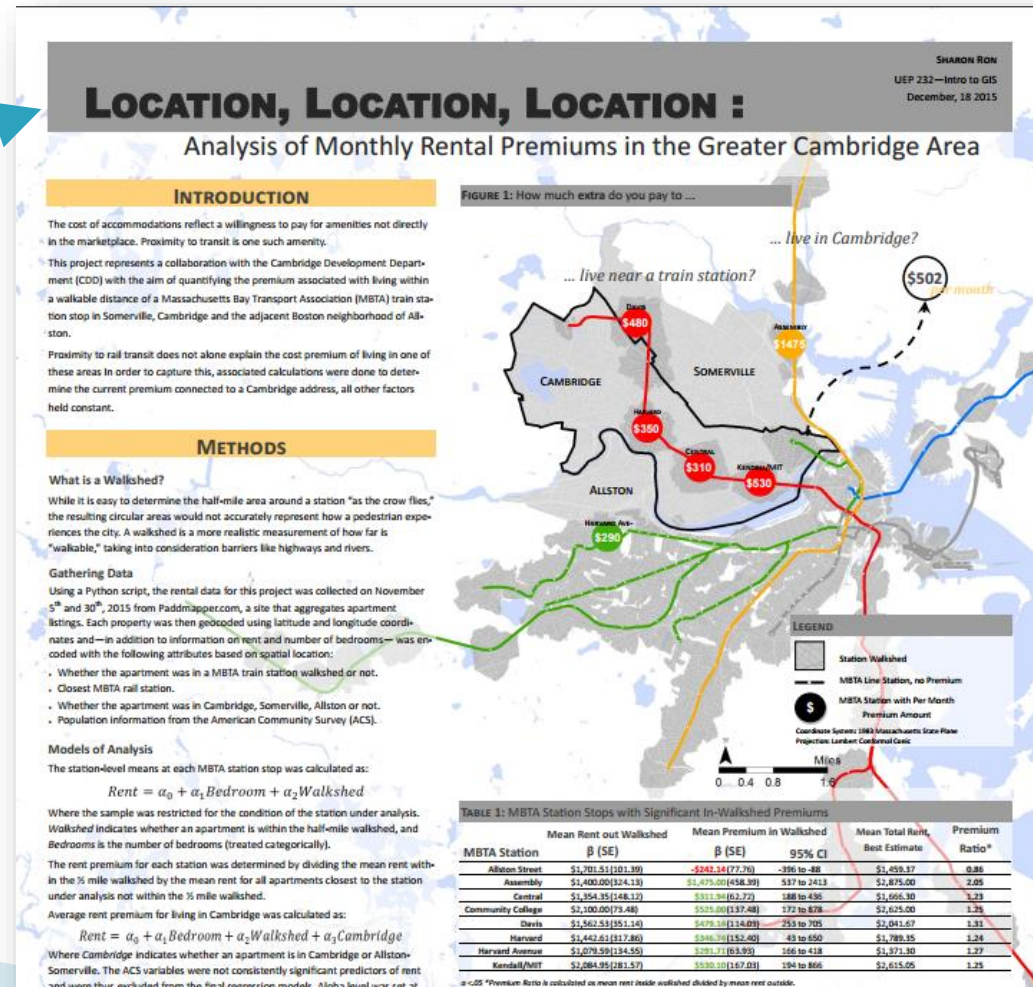 SHARON RON
UEP 232—Intro to GIS
December, 18 2015
LOCATION, LOCATION, LOCATION :
Analysis of Monthly Rental Premiums in the Greater Cambridge Area
INTRODUCTION
The cost of accommodations reflect a willingness to pay for amenities not directly
in the marketplace. Proximity to transit is one such amenity.
This project represents a collaboration with the Cambridge Development Depart-
ment (CDD) with the aim of quantifying the premium associated with living within
a walkable distance of a Massachusetts Bay Transport Association (MBTA) train sta-
tion stop in Somerville, Cambridge and the adjacent Boston neighborhood of All-
ston.
Proximity to rail transit does not alone explain the cost premium of living in one of
these areas In order to capture this, associated calculations were done to deter-
mine the current premium connected to a Cambridge address, all other factors
held constant.
METHODS
What is a Walkshed?
While it is easy to determine the half-mile area around a station "as the crow flies,"
the resulting circular areas would not accurately represent how a pedestrian expe-
riences the city. A walkshed is a more realistic measurement of how far is
"walkable," taking into consideration barriers like highways and rivers.
Gathering Data
Using a Python script, the rental data for this project was collected on November
5th and 30th, 2015 from Paddmapper.com, a site that aggregates apartment
listings. Each property was then geocoded using latitude and longitude coordi-
nates and—in addition to information on rent and number of bedrooms— was en-
coded with the following attributes based on spatial location:
• Whether the apartment was in a MBTA train station walkshed or not.
• Closest MBTA rail station.
• Whether the apartment was in Cambridge, Somerville, Allston or not.
• Population information from the American Community Survey (ACS).
Models of Analysis
The station-level means at each MBTA station stop was calculated as:
Rent = α₀ + α₁Bedroom + α₂Walkshed
Where the sample was restricted for the condition of the station under analysis.
Walkshed indicates whether an apartment is within the half-mile walkshed, and
Bedrooms is the number of bedrooms (treated categorically).
The rent premium for each station was determined by dividing the mean rent with-
in the ½ mile walkshed by the mean rent for all apartments closest to the station
under analysis not within the ½ mile walkshed.
Average rent premium for living in Cambridge was calculated as:
Rent = α₀ + α₁Bedroom + α₂Walkshed + α₃Cambridge
Where Cambridge indicates whether an apartment is in Cambridge or Allston-
Somerville. The ACS variables were not consistently significant predictors of rent
and were thus excluded from the final regression models. Alpha level was set at
FIGURE 1: How much extra do you pay to ...
... live in Cambridge?
... live near a train station?
$502
per month
DAVIS
$480
ASSEMBLY
$1475
CAMBRIDGE
SOMERVILLE
HARVARD
$350
CENTRAL
$310
KENDALL/MIT
$530
ALLSTON
HARVARD AVE-
$290
LEGEND
Station Walkshed
MBTA Line Station, no Premium
$
MBTA Station with Per Month
Premium Amount
Coordinate System: 1983 Massachusetts State Plane
Projection: Lambert Conformal Conic
Miles
0 0.4 0.8 1.6
TABLE 1: MBTA Station Stops with Significant In-Walkshed Premiums
Mean Rent out Walkshed Mean Premium in Walkshed Mean Total Rent, Premium
MBTA Station β (SE) β (SE) 95% CI Best Estimate Ratio*
Allston Street $1,701.51(101.39) -$242.14(77.76) -396 to -88 $1,459.37 0.86
Assembly $1,400.00(324.13) $1,475.00(458.39) 537 to 2413 $2,875.00 2.05
Central $1,354.35(148.12) $311.94(62.72) 188 to 436 $1,666.30 1.23
Community College $2,100.00(73.48) $525.00(137.48) 172 to 878 $2,625.00 1.25
Davis $1,562.53(351.14) $479.14(114.03) 253 to 705 $2,041.67 1.31
Harvard $1,442.61(317.86) $346.74(152.40) 43 to 650 $1,789.35 1.24
Harvard Avenue $1,079.59(134.55) $291.71(63.93) 166 to 418 $1,371.30 1.27
Kendall/MIT $2,084.95(281.57) $530.10(167.03) 194 to 866 $2,615.05 1.25
α <.05 *Premium Ratio is calculated as mean rent inside walkshed divided by mean rent outside.